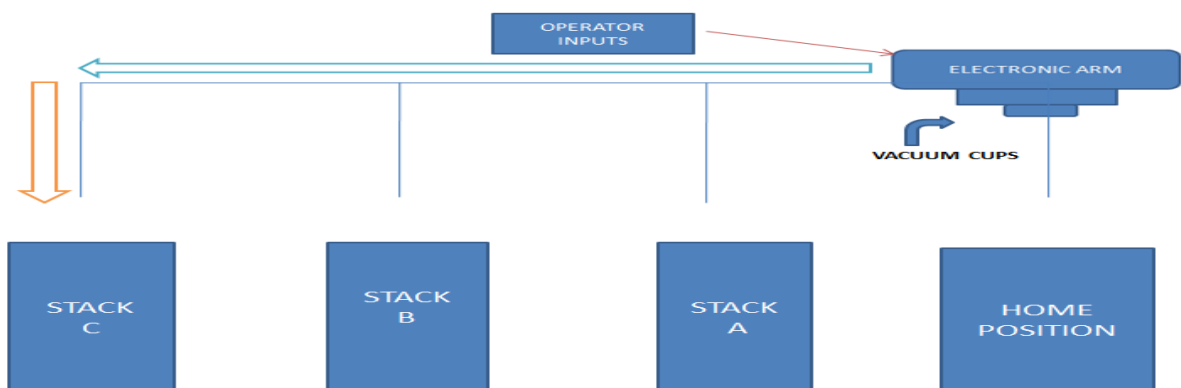 OPERATOR
INPUTS
ELECTRONIC ARM
VACUUM CUPS
STACK
C
STACK
B
STACK
A
HOME
POSITION